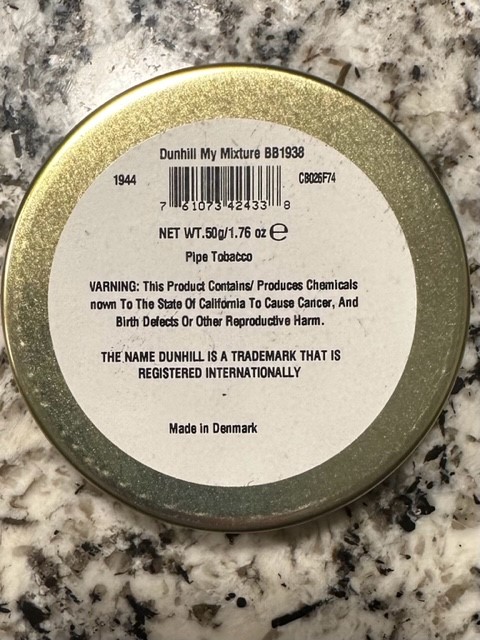 Dunhill My Mixture BB1938
1944 CB026F74
7 61073 42433 8
NET WT.50g/1.76 oz ℮
Pipe Tobacco
VARNING: This Product Contains/ Produces Chemicals
nown To The State Of California To Cause Cancer, And
Birth Defects Or Other Reproductive Harm.
THE NAME DUNHILL IS A TRADEMARK THAT IS
REGISTERED INTERNATIONALLY
Made in Denmark